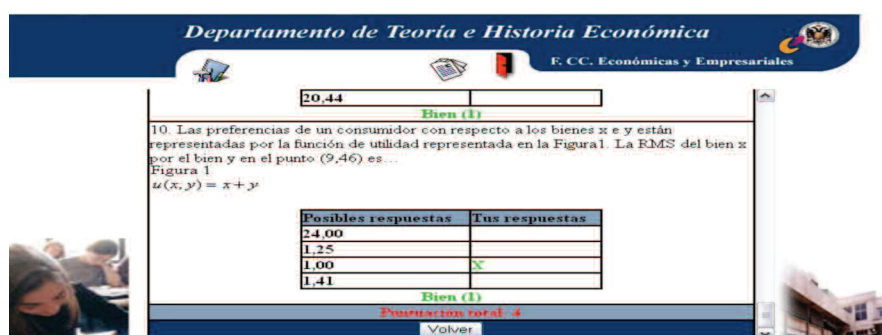 Departamento de Teoría e Historia Económica
F. CC. Económicas y Empresariales
20,44
Bien (1)
10. Las preferencias de un consumidor con respecto a los bienes x e y están
representadas por la función de utilidad representada en la Figura1. La RMS del bien x
por el bien y en el punto (9,46) es...
Figura 1
u(x, y) = x + y
Posibles respuestas Tus respuestas
24,00
1,25
1,00 X
1,41
Bien (1)
Puntuacion total: 4
Volver